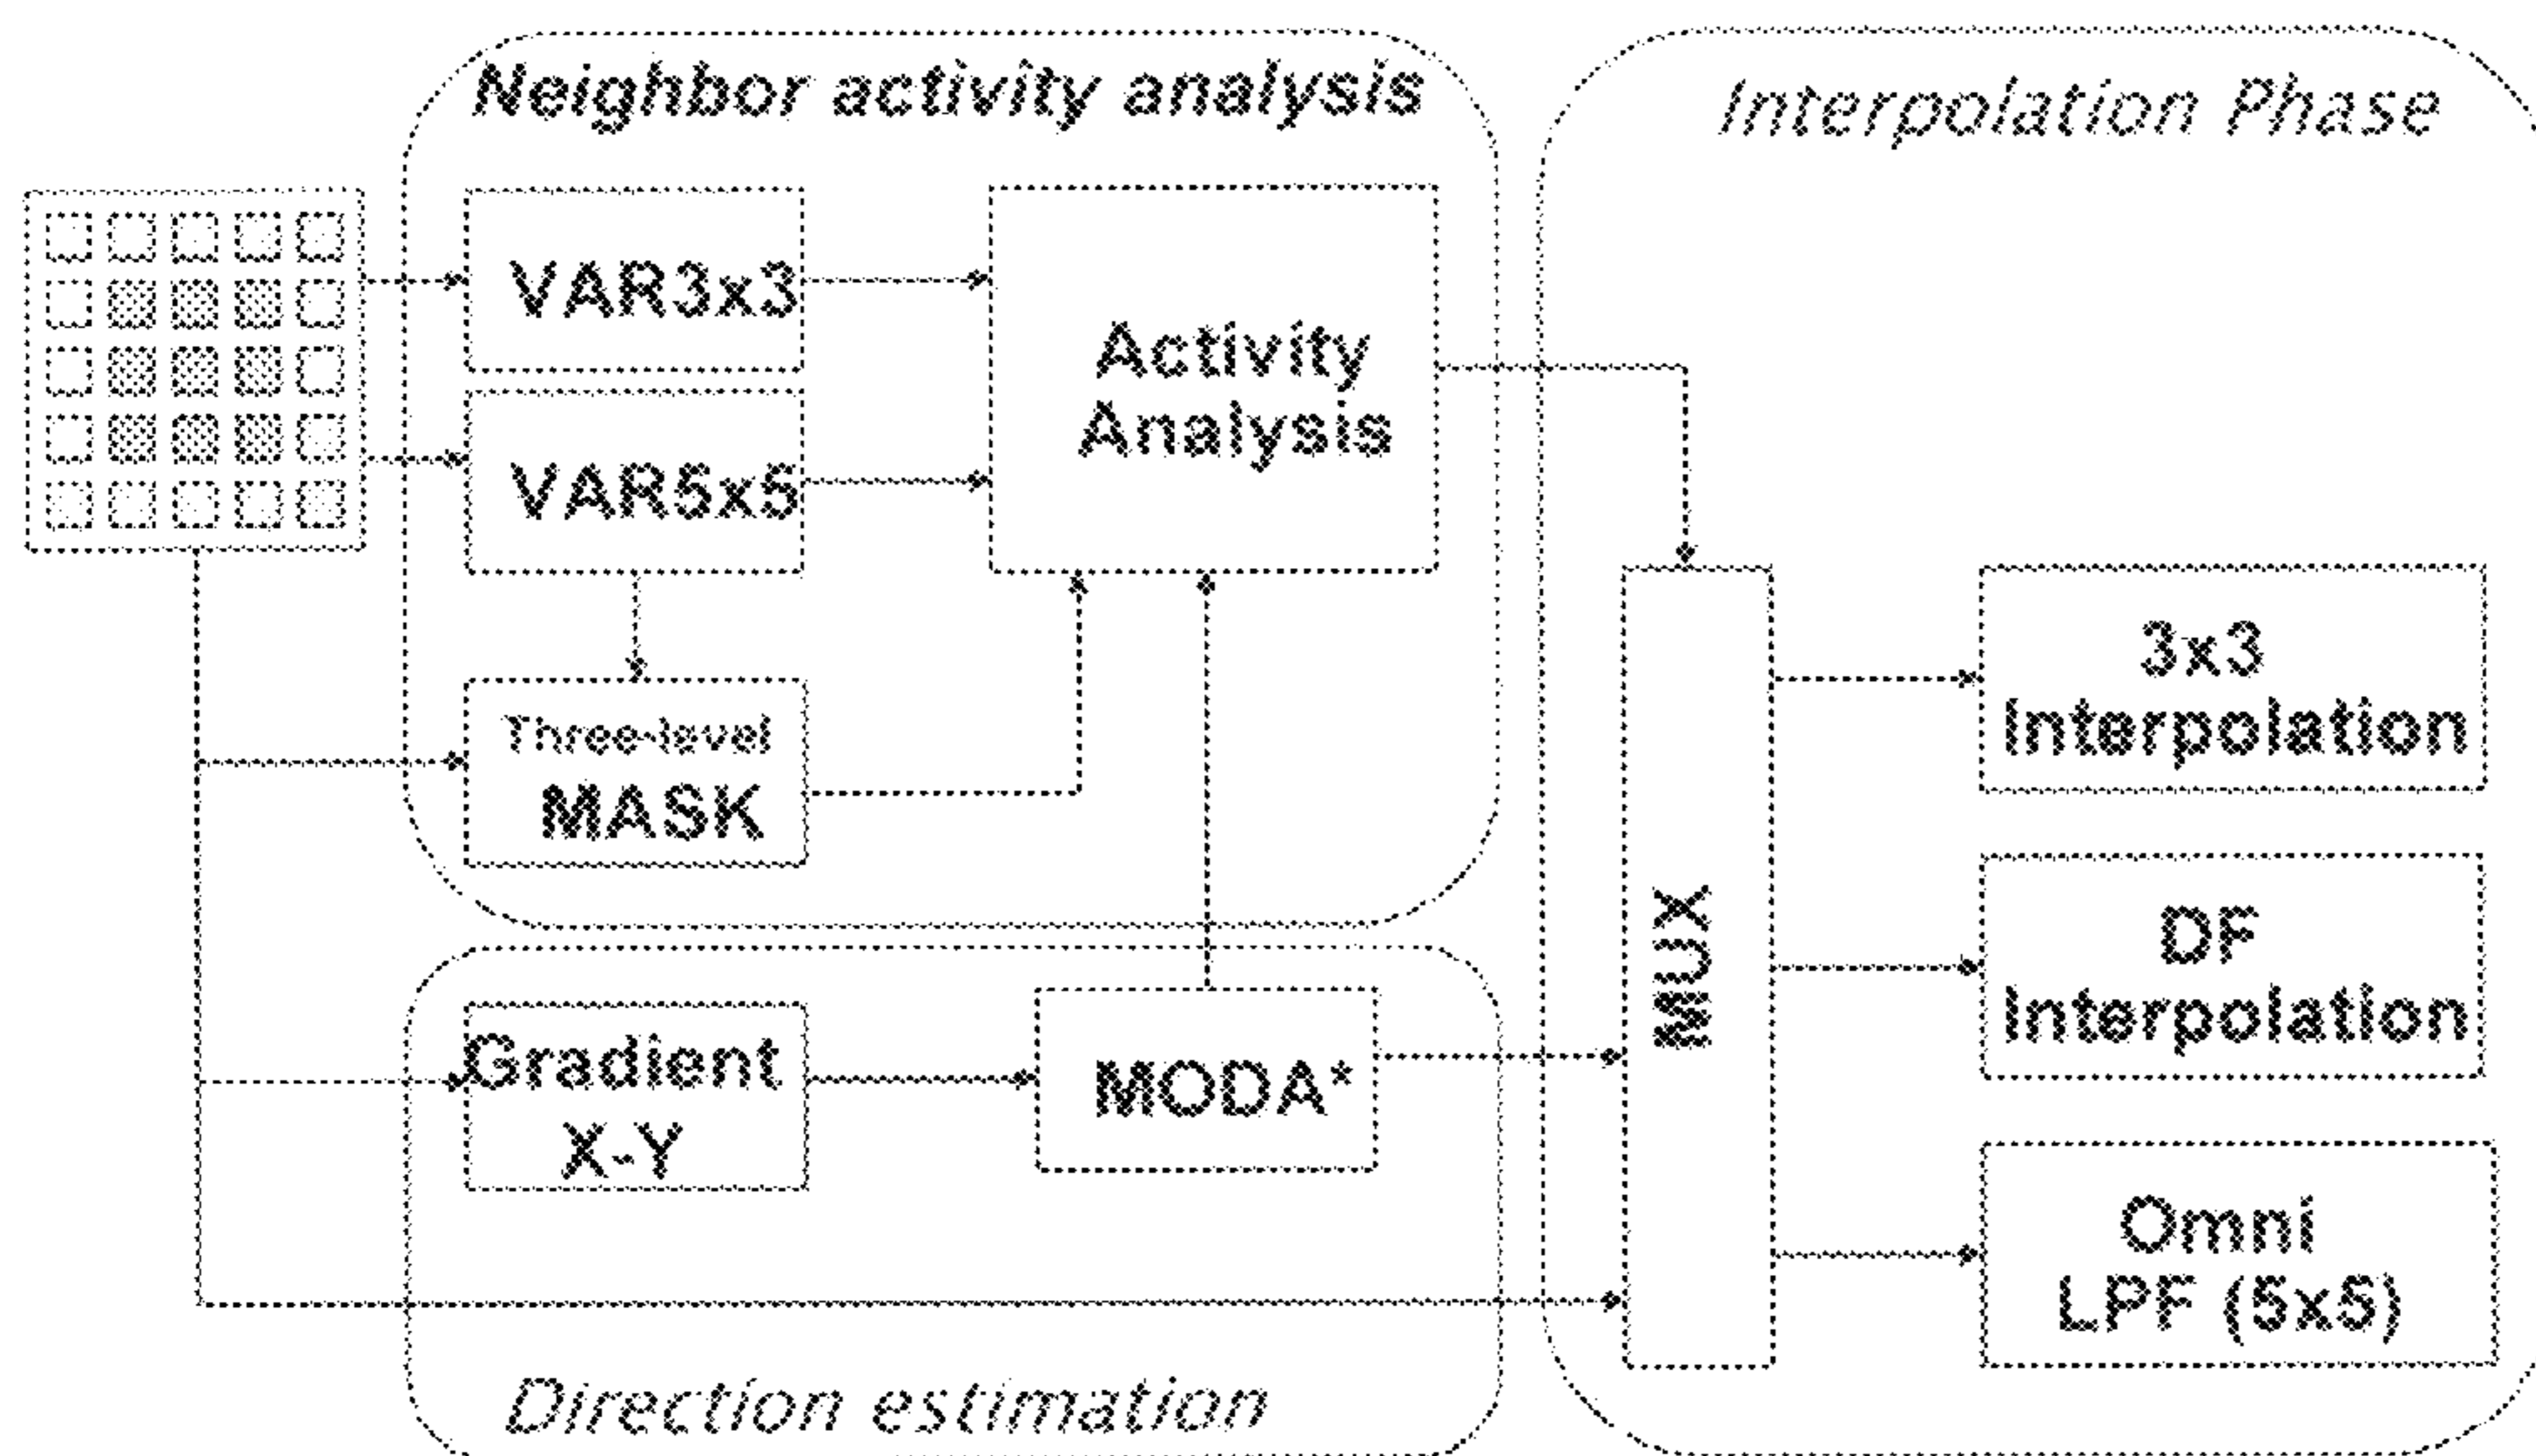 Neighbor activity analysis
Interpolation Phase
VAR3x3
VAR5x5
Activity
Analysis
Three-level
MASK
3x3
Interpolation
MUX
DF
Interpolation
Gradient
X-Y
MODA*
Omni
LPF (5x5)
Direction estimation